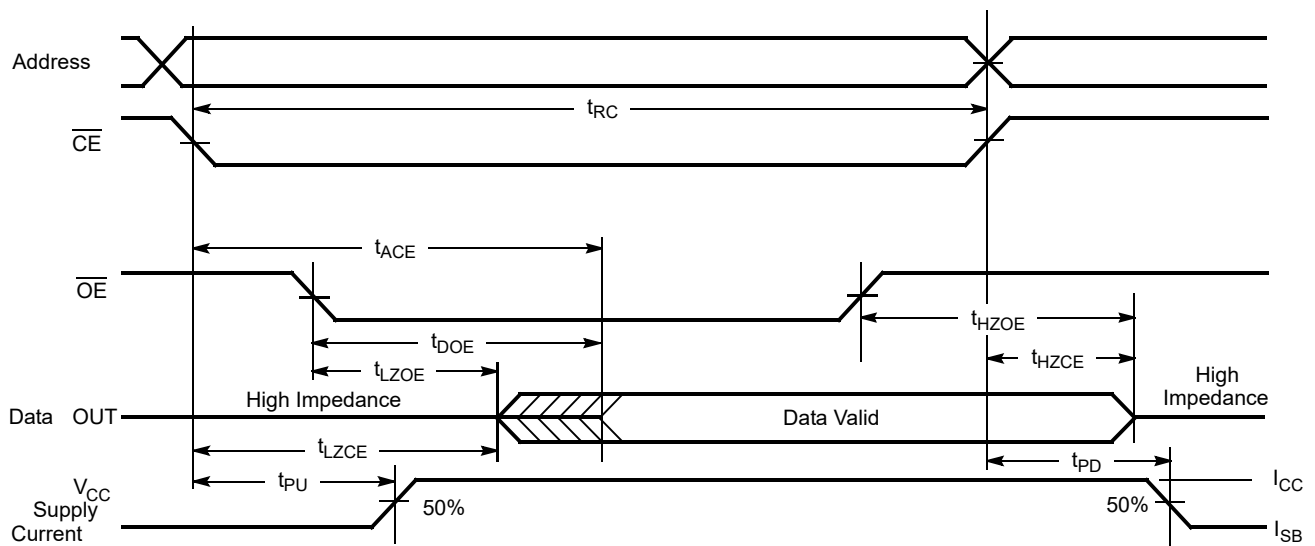 Address
tRC
CE
tACE
OE
tHZOE
tDOE
tHZCE
tLZOE
High Impedance
High Impedance
Data OUT
Data Valid
tLZCE
tPD
tPU
VCC
Supply
Current
50%
50%
ICC
ISB